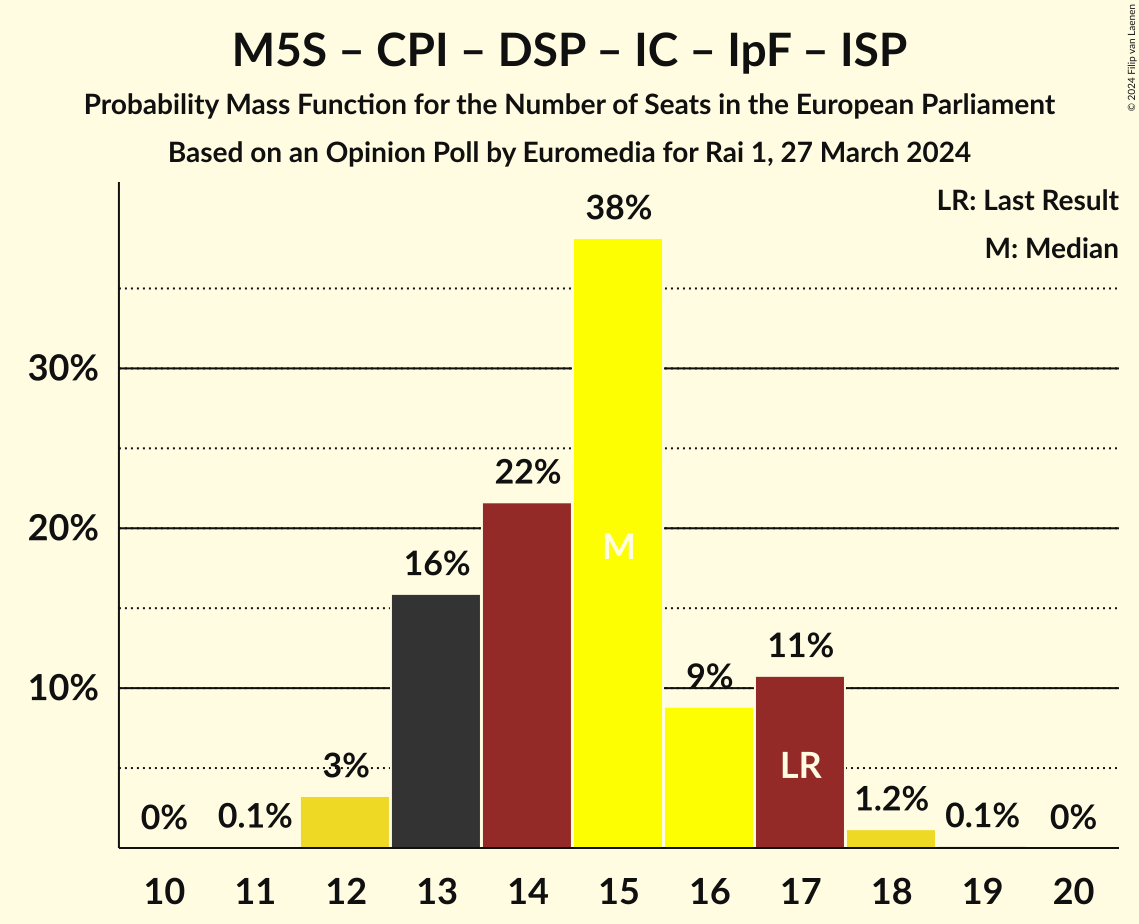 M5S – CPI – DSP – IC – IpF – ISP
Probability Mass Function for the Number of Seats in the European Parliament
Based on an Opinion Poll by Euromedia for Rai 1, 27 March 2024
© 2024 Filip van Laenen
LR: Last Result
M: Median
38%
30%
22%
20%
M
16%
11%
10%
9%
LR
3%
1.2%
0%
0.1%
0.1%
0%
10 11 12 13 14 15 16 17 18 19 20